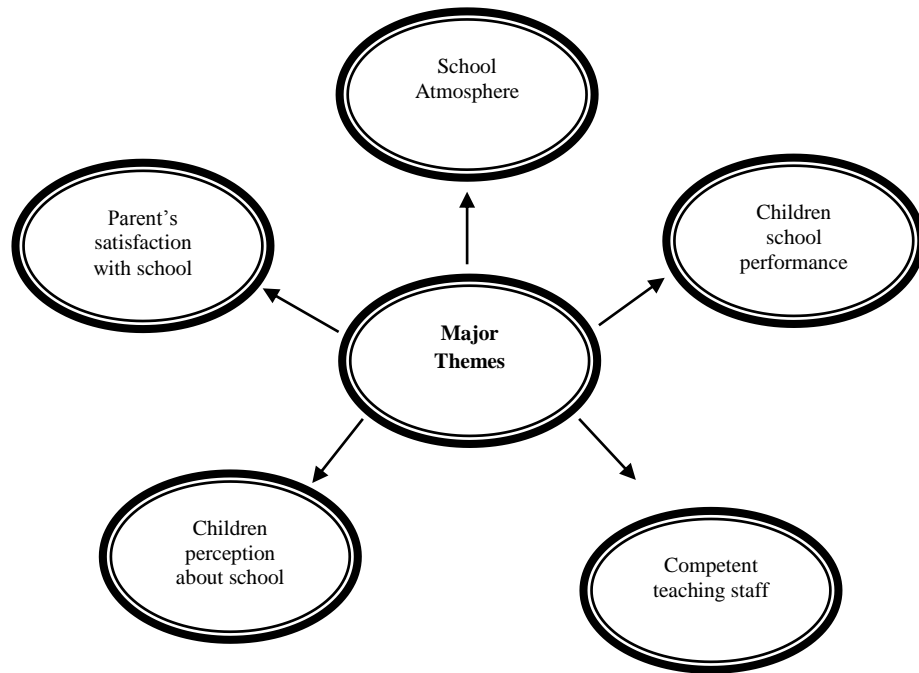 School
Atmosphere
Parent’s
satisfaction
with school
Children
school
performance
Major
Themes
Children
perception
about school
Competent
teaching staff